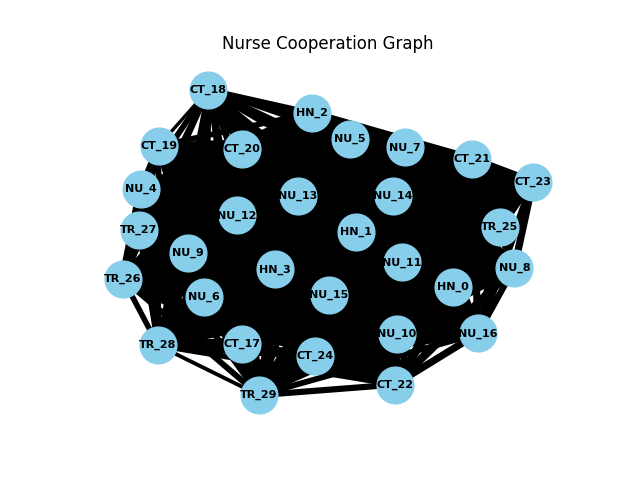 Nurse Cooperation Graph
CT_18
HN_2
NU_5
NU_7
CT_19
CT_20
CT_21
CT_23
NU_4
NU_13
NU_14
NU_12
TR_27
HN_1
TR_25
NU_9
NU_11
NU_8
HN_3
TR_26
HN_0
NU_6
NU_15
NU_10
NU_16
TR_28
CT_17
CT_24
CT_22
TR_29